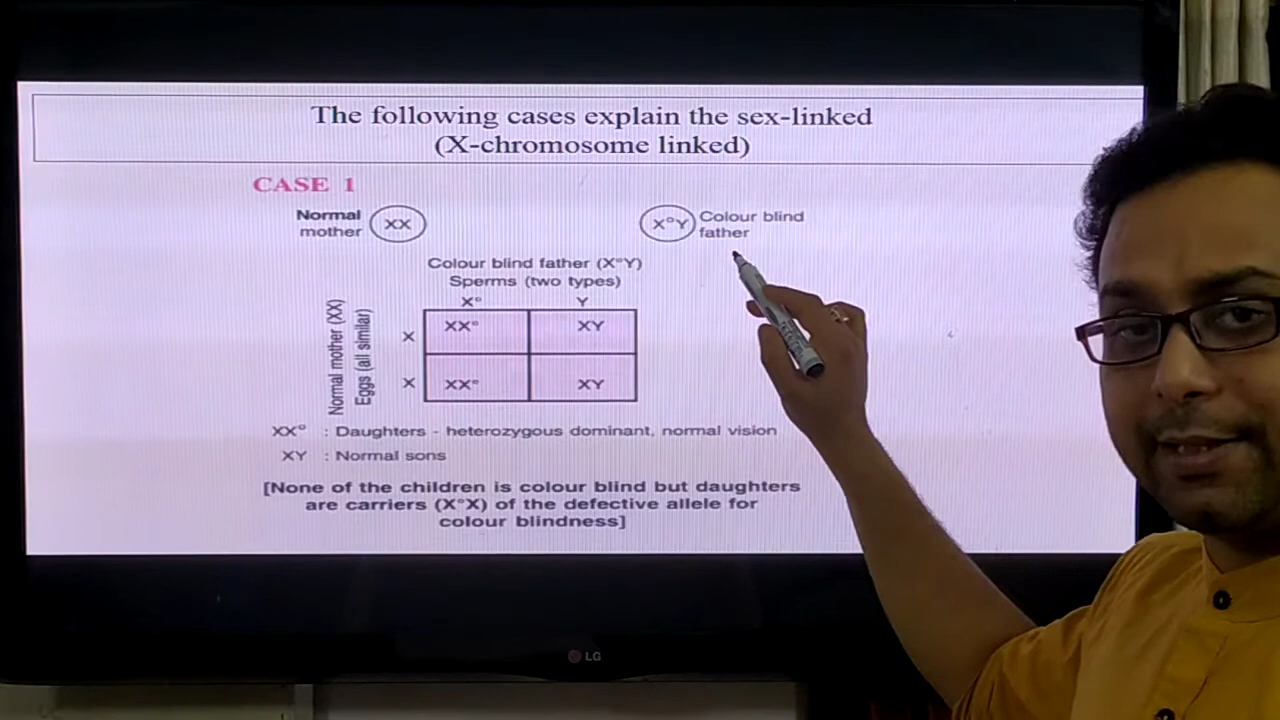 The following cases explain the sex-linked
(X-chromosome linked)
CASE 1
Normal
mother
XX
X°Y
Colour blind
father
Colour blind father (X°Y)
Sperms (two types)
X° Y
Normal mother (XX)
Eggs (all similar)
X XX° XY
X XX° XY
XX° : Daughters - heterozygous dominant, normal vision
XY : Normal sons
[None of the children is colour blind but daughters
are carriers (X°X) of the defective allele for
colour blindness]
LG